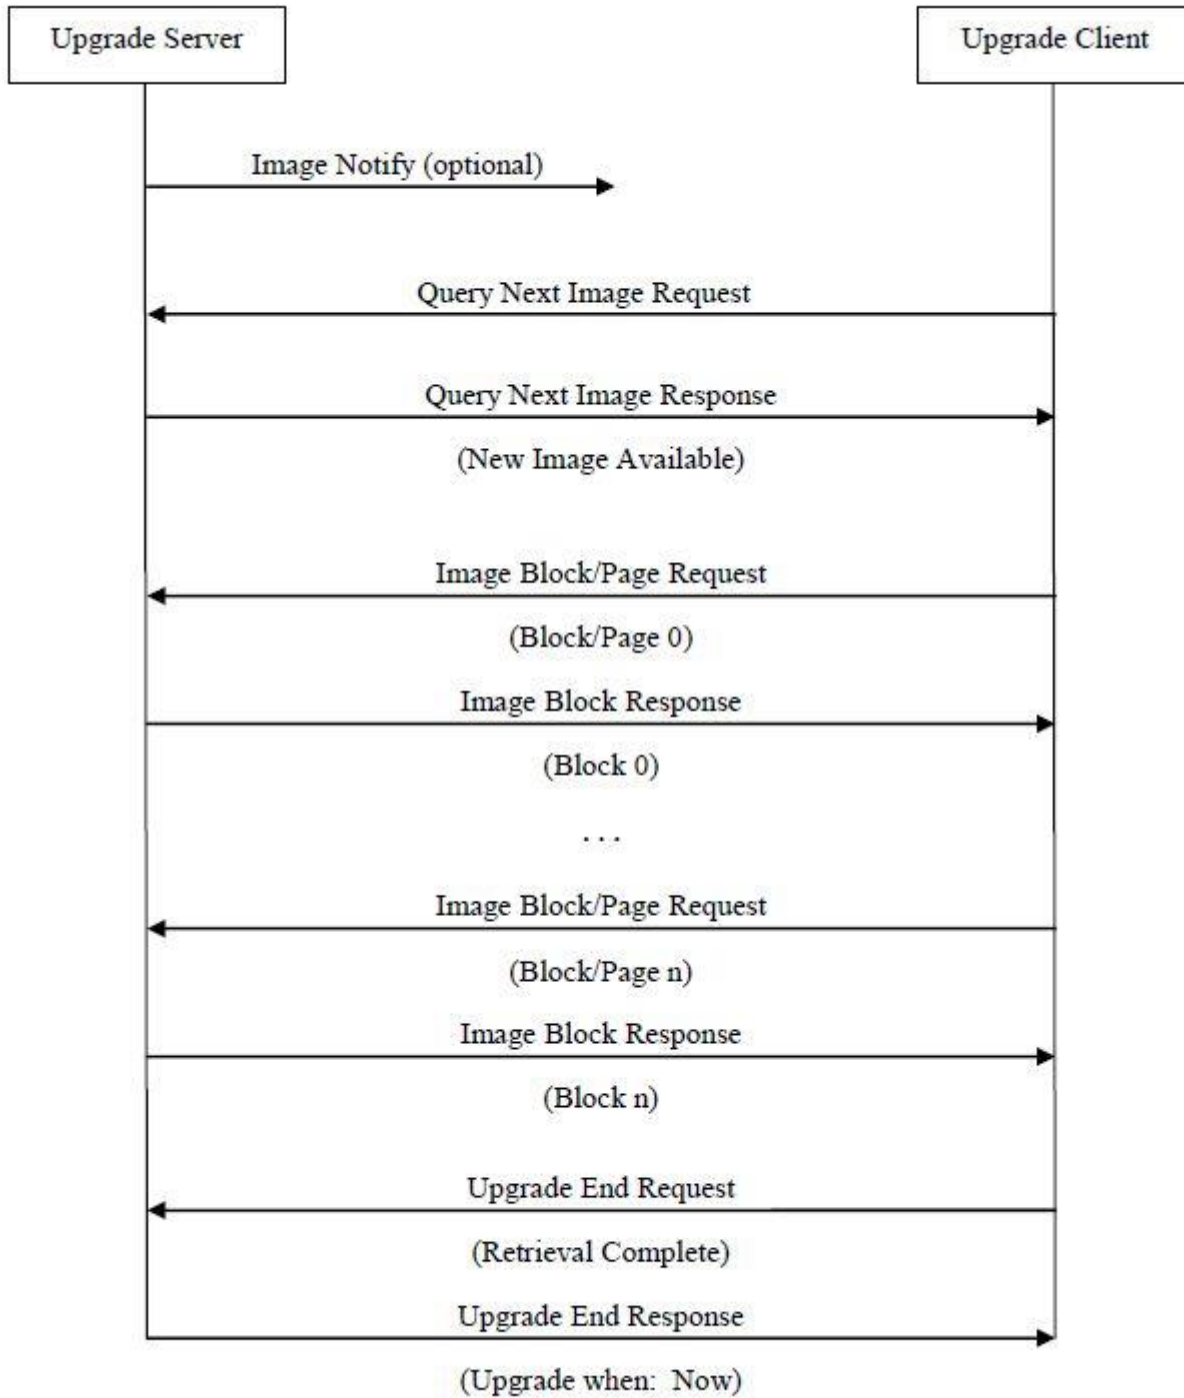 Upgrade Server
Upgrade Client
Image Notify (optional)
Query Next Image Request
Query Next Image Response
(New Image Available)
Image Block/Page Request
(Block/Page 0)
Image Block Response
(Block 0)
. . .
Image Block/Page Request
(Block/Page n)
Image Block Response
(Block n)
Upgrade End Request
(Retrieval Complete)
Upgrade End Response
(Upgrade when:  Now)